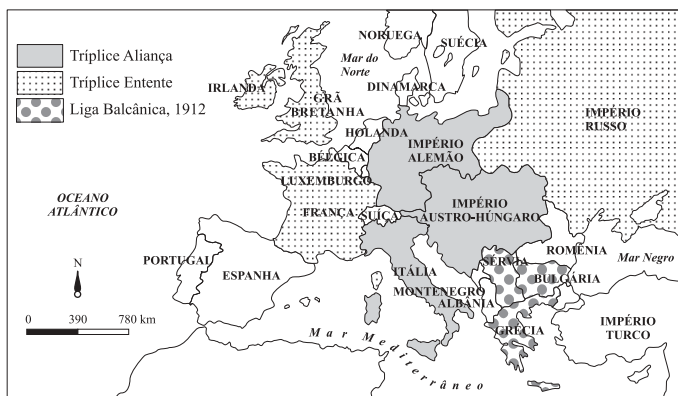 Tríplice Aliança
Tríplice Entente
Liga Balcânica, 1912
NORUEGA
SUÉCIA
Mar do
Norte
DINAMARCA
IRLANDA
GRÃ
BRETANHA
HOLANDA
IMPÉRIO
RUSSO
IMPÉRIO
ALEMÃO
BÉLGICA
LUXEMBURGO
OCEANO
ATLÂNTICO
IMPÉRIO
AUSTRO-HÚNGARO
FRANÇA
SUÍÇA
ROMÊNIA
Mar Negro
SÉRVIA
BULGÁRIA
PORTUGAL
ESPANHA
ITÁLIA
MONTENEGRO
ALBÂNIA
GRÉCIA
IMPÉRIO
TURCO
N
0 390 780 km
Mar Mediterrâneo